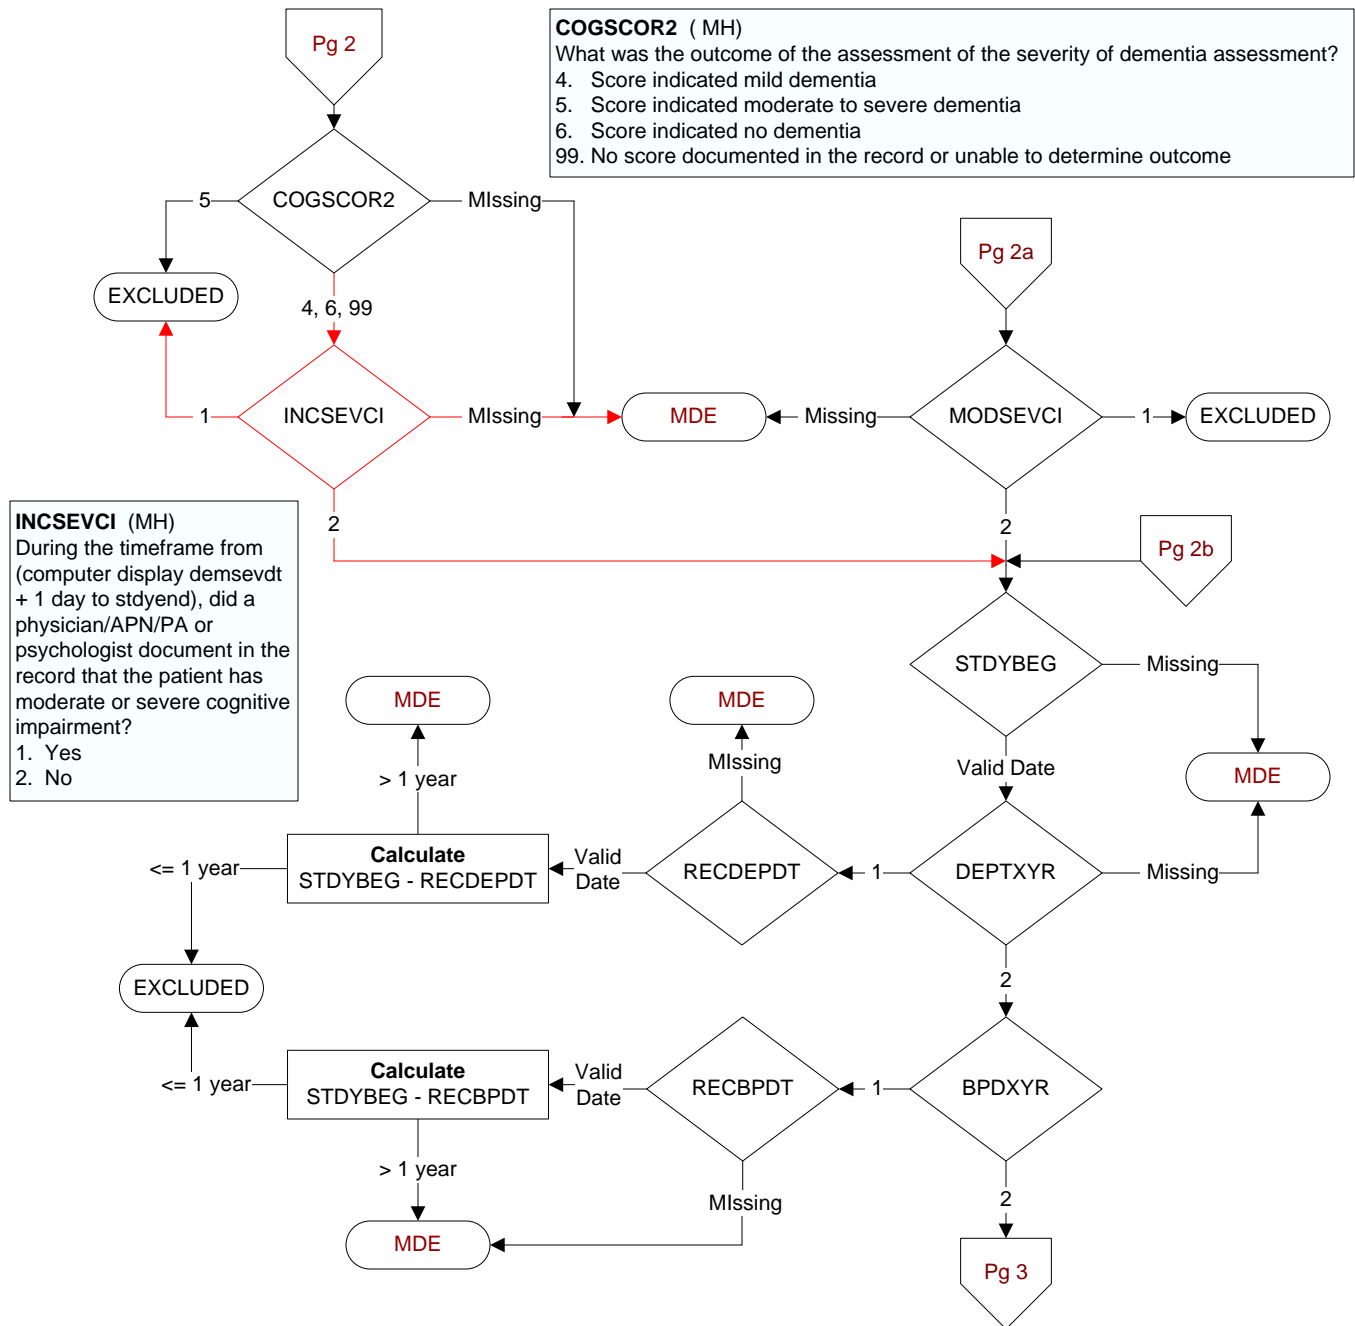 Pg 2
COGSCOR2 ( MH)
What was the outcome of the assessment of the severity of dementia assessment?
4. Score indicated mild dementia
5. Score indicated moderate to severe dementia
6. Score indicated no dementia
99. No score documented in the record or unable to determine outcome
5
COGSCOR2
MIssing
Pg 2a
EXCLUDED
4, 6, 99
1
INCSEVCI
MIssing
MDE
Missing
MODSEVCI
1
EXCLUDED
2
2
Pg 2b
INCSEVCI (MH)
During the timeframe from
(computer display demsevdt
+ 1 day to stdyend), did a
physician/APN/PA or
psychologist document in the
record that the patient has
moderate or severe cognitive
impairment?
1. Yes
2. No
STDYBEG
Missing
MDE
MDE
MDE
> 1 year
MIssing
Valid Date
<= 1 year
Calculate
STDYBEG - RECDEPDT
Valid
Date
RECDEPDT
1
DEPTXYR
Missing
EXCLUDED
2
<= 1 year
Calculate
STDYBEG - RECBPDT
Valid
Date
RECBPDT
1
BPDXYR
> 1 year
MIssing
2
MDE
Pg 3